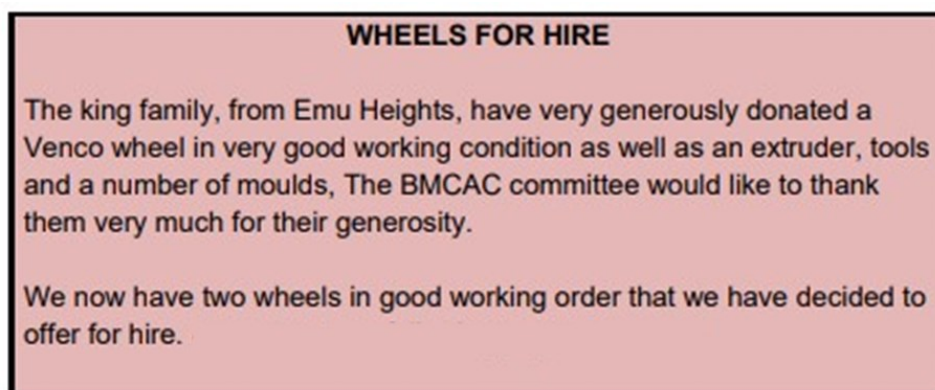 WHEELS FOR HIRE
The king family, from Emu Heights, have very generously donated a
Venco wheel in very good working condition as well as an extruder, tools
and a number of moulds, The BMCAC committee would like to thank
them very much for their generosity.
We now have two wheels in good working order that we have decided to
offer for hire.